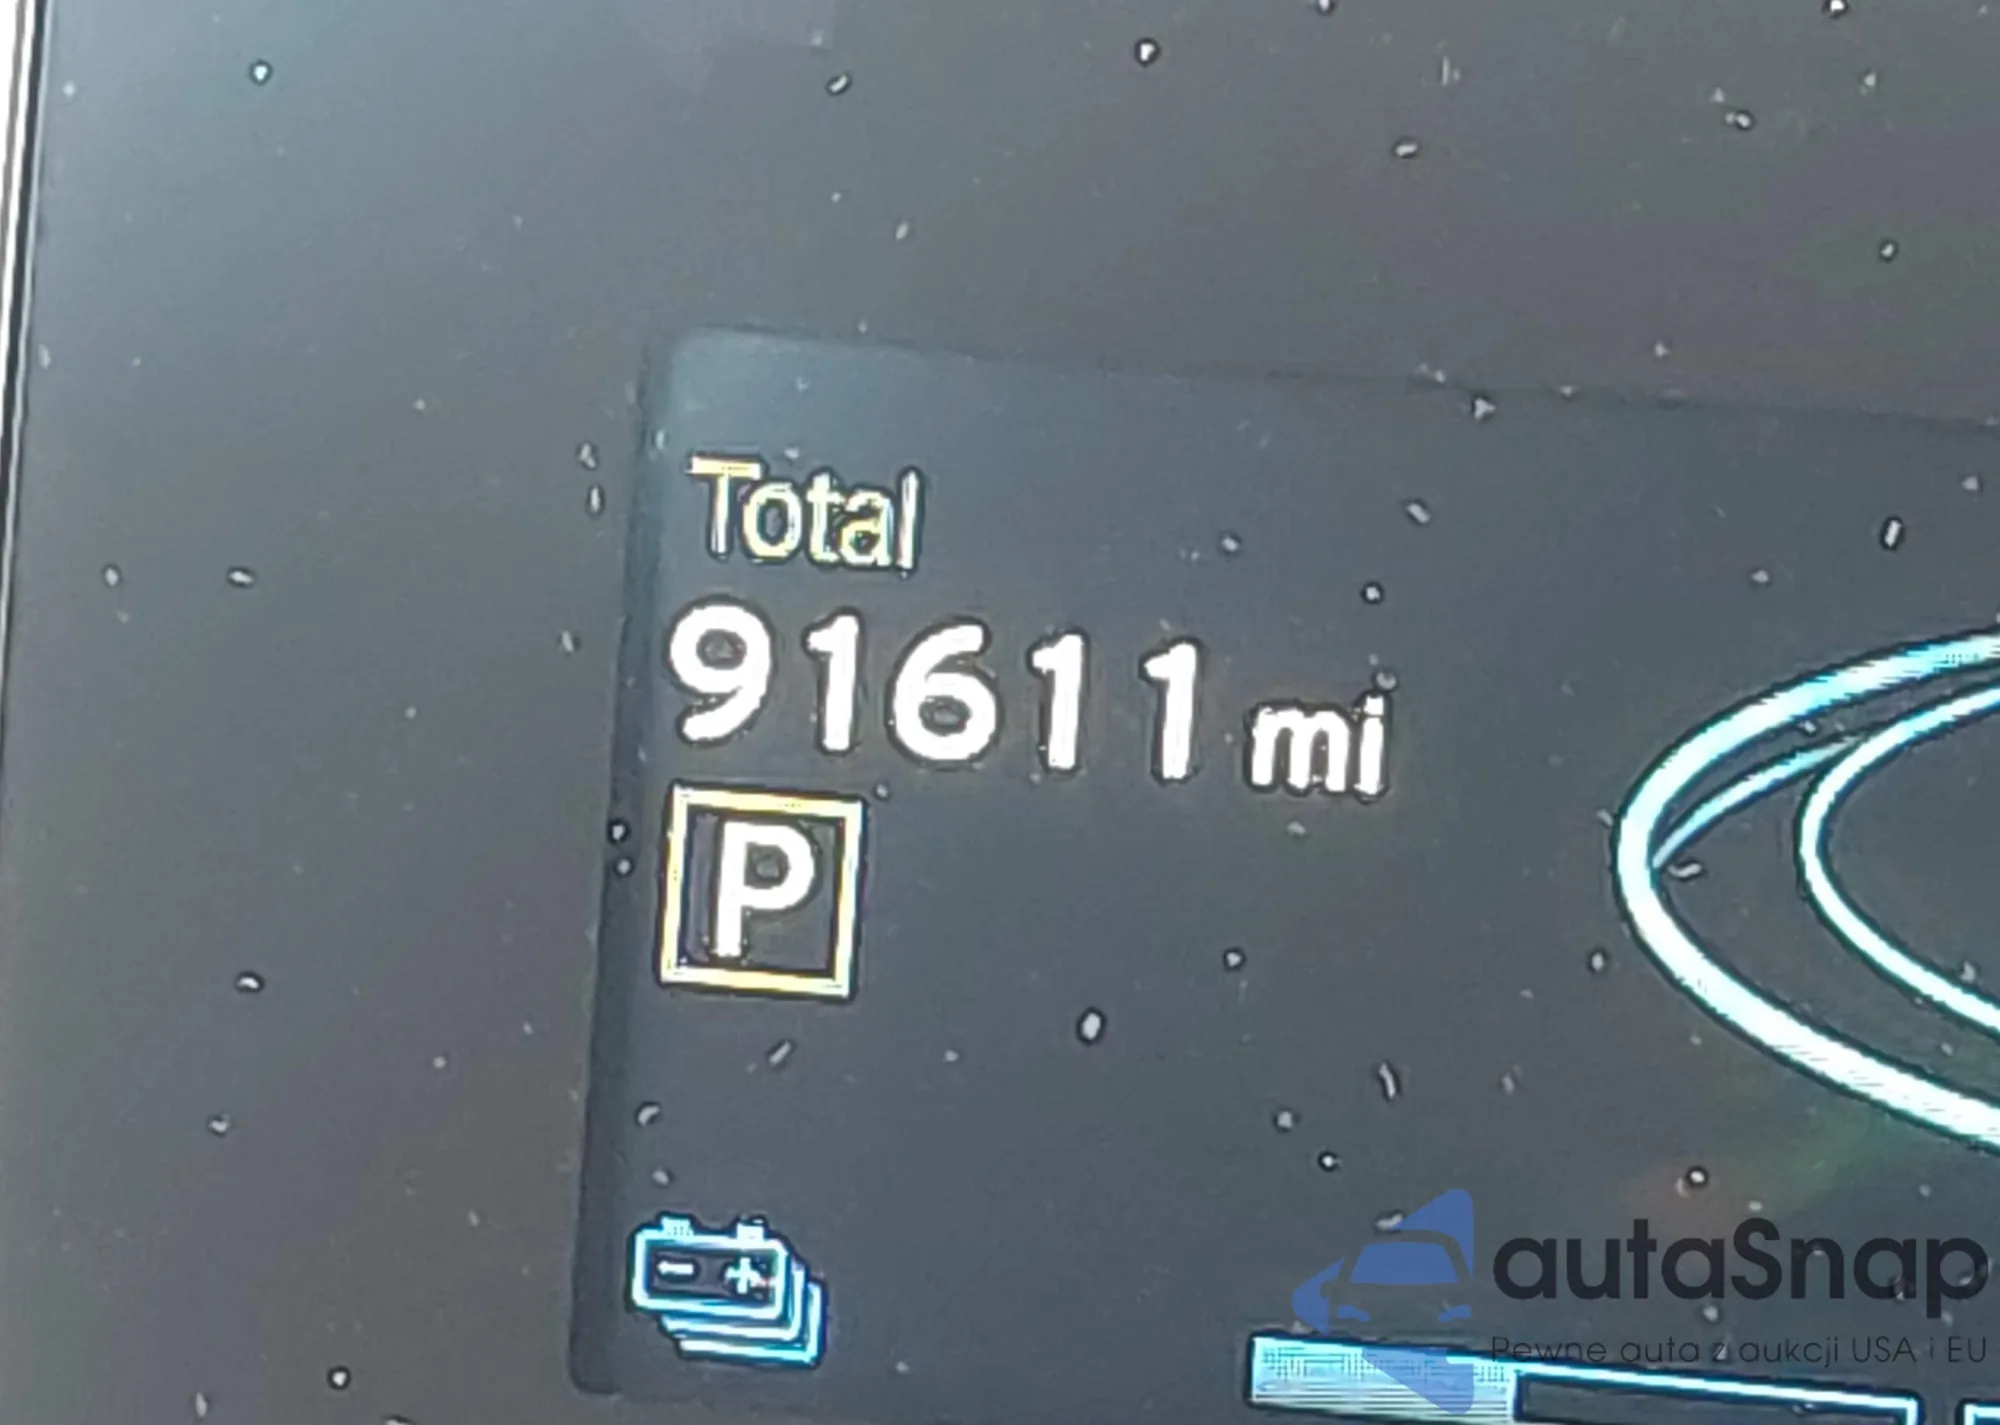 Total
91611 mi
P
- +
autaSnap
Pewne auta z aukcji USA i EU